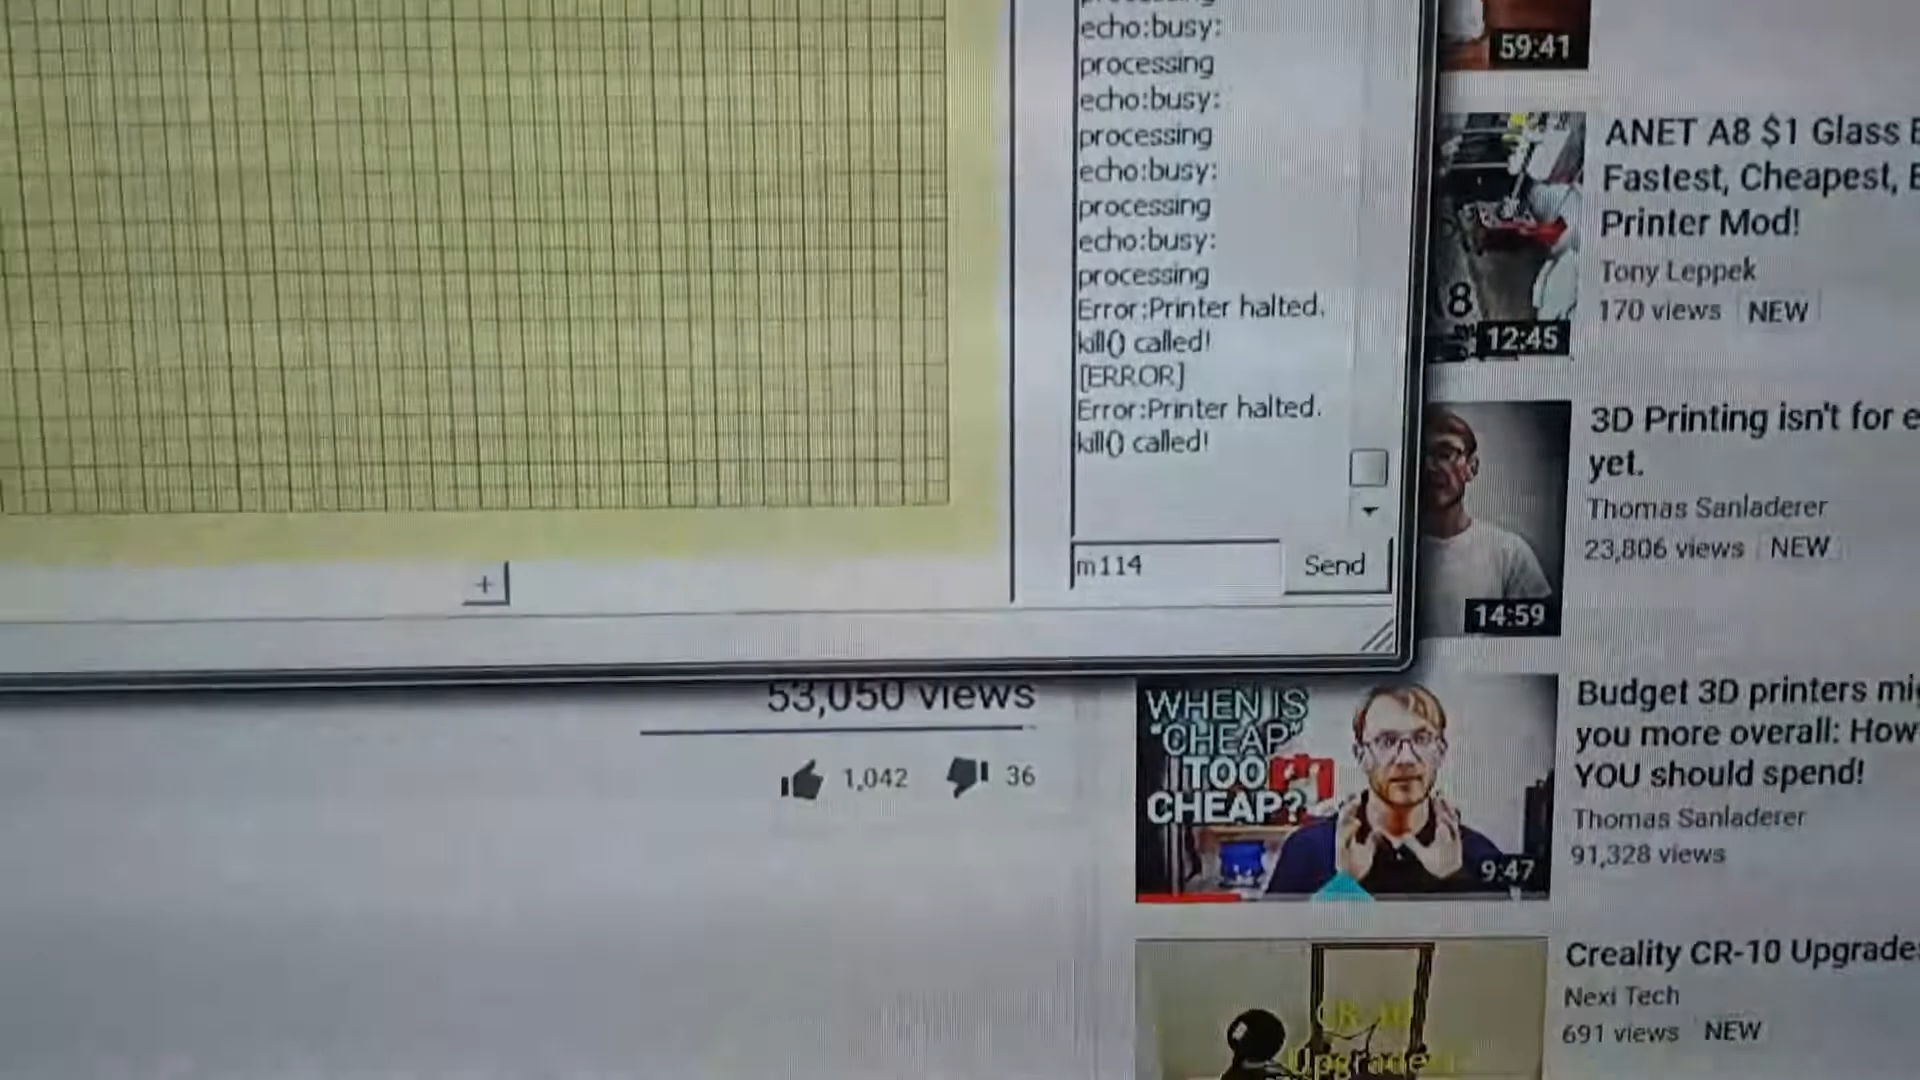 echo:busy:
processing
echo:busy:
processing
echo:busy:
processing
echo:busy:
processing
Error:Printer halted.
kill() called!
[ERROR]
Error:Printer halted.
kill() called!
m114
Send
+
53,050 views
1,042
36
59:41
ANET A8 $1 Glass
Fastest, Cheapest,
Printer Mod!
Tony Leppek
170 views NEW
8
12:45
3D Printing isn't for
yet.
Thomas Sanladerer
23,806 views NEW
14:59
WHEN IS
"CHEAP"
TOO
CHEAP?
9:47
Budget 3D printers
you more overall: How
YOU should spend!
Thomas Sanladerer
91,328 views
Creality CR-10
Nexi Tech
691 views NEW
CR-10